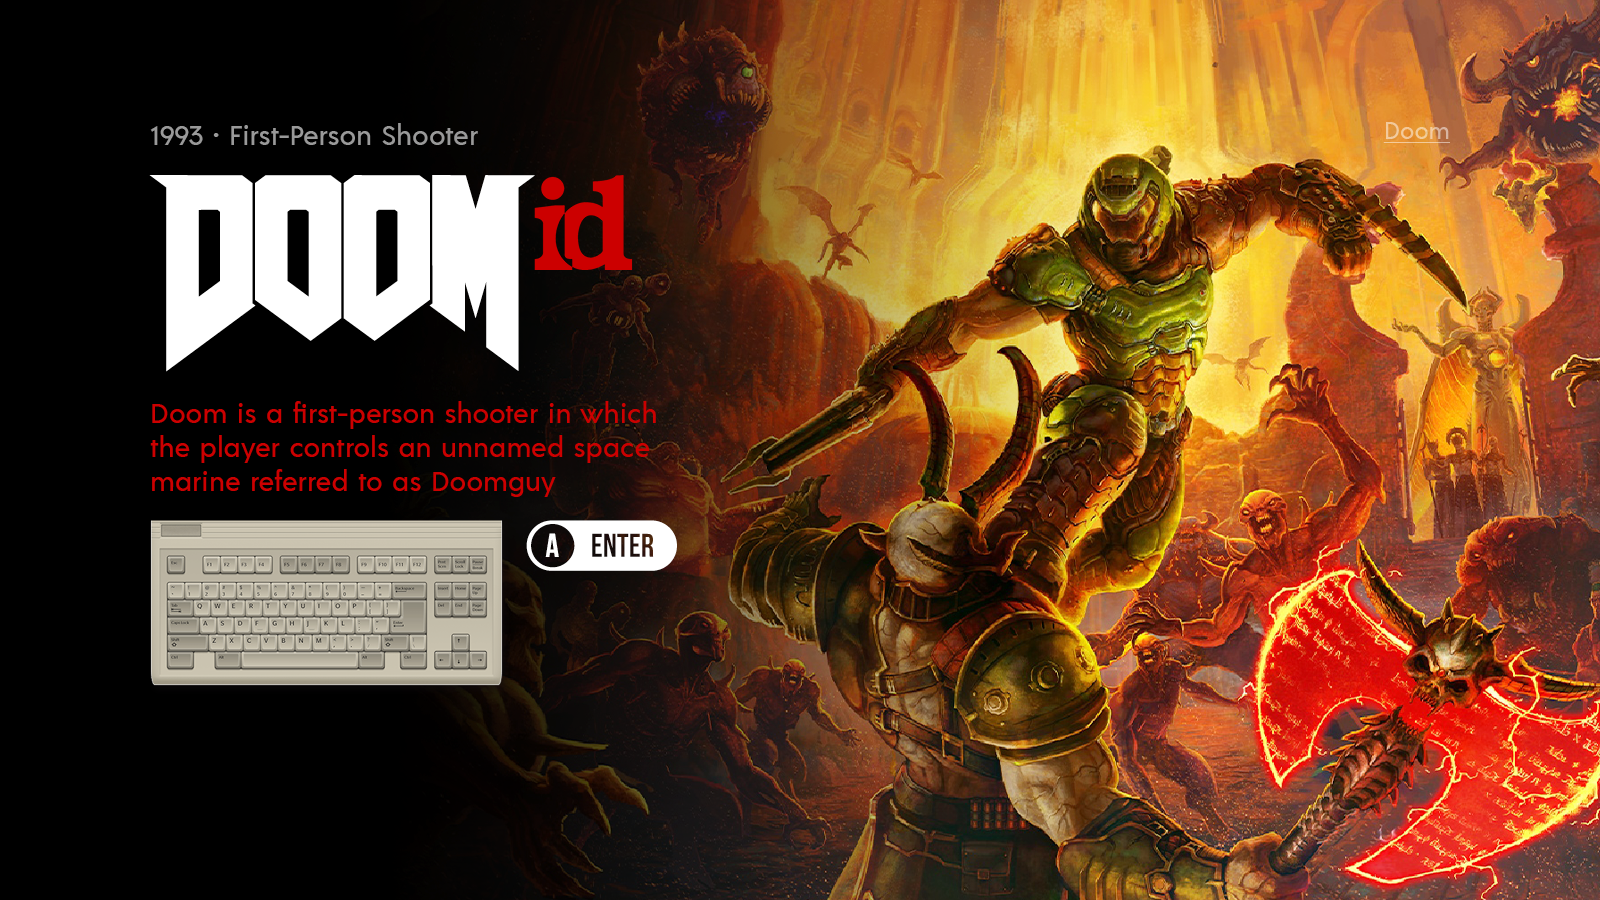 1993 · First-Person Shooter
Doom
DOOM id
Doom is a first-person shooter in which
the player controls an unnamed space
marine referred to as Doomguy
A ENTER
Q W E R T Y U I O P
A S D F G H J K L
Z X C V B N M